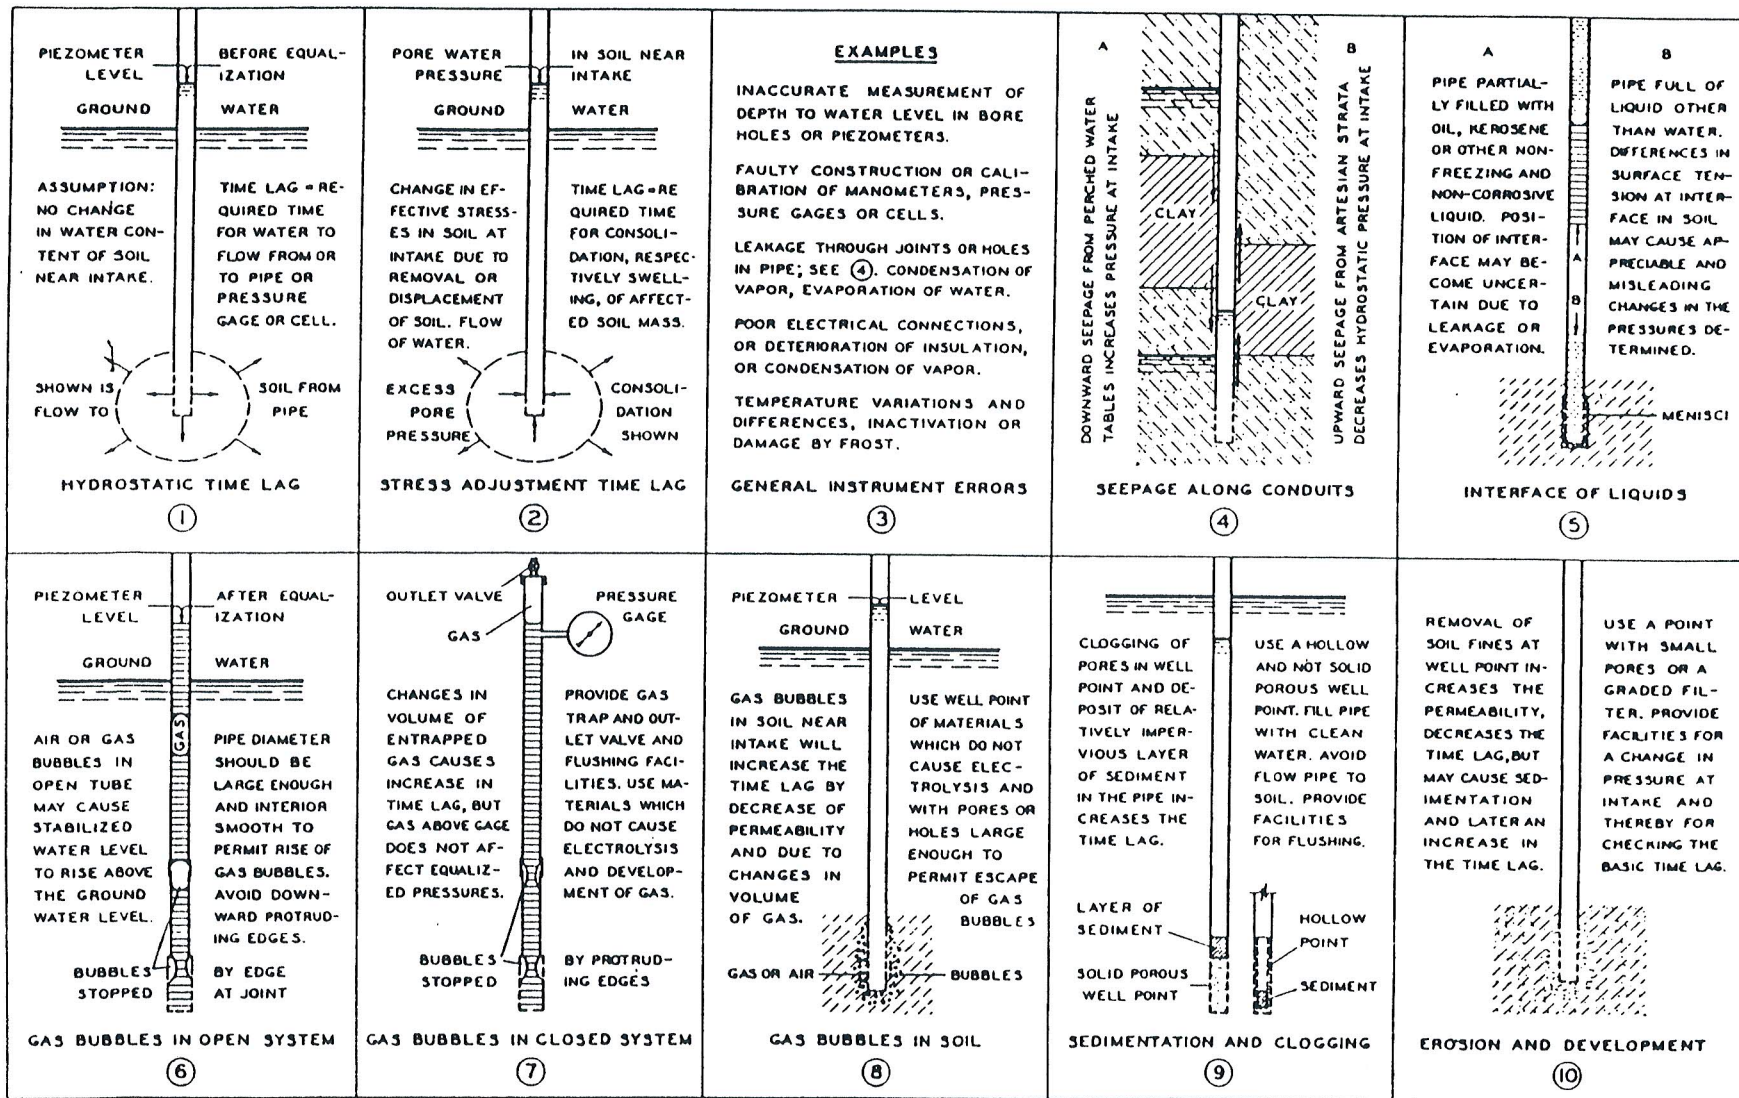 PIEZOMETER
LEVEL
BEFORE EQUAL-
IZATION
GROUND
WATER
ASSUMPTION:
NO CHANGE
IN WATER CON-
TENT OF SOIL
NEAR INTAKE.
TIME LAG = RE-
QUIRED TIME
FOR WATER TO
FLOW FROM OR
TO PIPE OR
PRESSURE
GAGE OR CELL.
SHOWN IS
FLOW TO
SOIL FROM
PIPE
HYDROSTATIC TIME LAG
1
PORE WATER
PRESSURE
IN SOIL NEAR
INTAKE
GROUND
WATER
CHANGE IN EF-
FECTIVE STRESS-
ES IN SOIL AT
INTAKE DUE TO
REMOVAL OR
DISPLACEMENT
OF SOIL. FLOW
OF WATER.
TIME LAG = RE
QUIRED TIME
FOR CONSOLI-
DATION, RESPEC-
TIVELY SWELL-
ING, OF AFFECT-
ED SOIL MASS.
EXCESS
PORE
PRESSURE
CONSOLI-
DATION
SHOWN
STRESS ADJUSTMENT TIME LAG
2
EXAMPLES
INACCURATE MEASUREMENT OF
DEPTH TO WATER LEVEL IN BORE
HOLES OR PIEZOMETERS.
FAULTY CONSTRUCTION OR CALI-
BRATION OF MANOMETERS, PRES-
SURE GAGES OR CELLS.
LEAKAGE THROUGH JOINTS OR HOLES
IN PIPE; SEE 4. CONDENSATION OF
VAPOR, EVAPORATION OF WATER.
POOR ELECTRICAL CONNECTIONS,
OR DETERIORATION OF INSULATION,
OR CONDENSATION OF VAPOR.
TEMPERATURE VARIATIONS AND
DIFFERENCES, INACTIVATION OR
DAMAGE BY FROST.
GENERAL INSTRUMENT ERRORS
3
A
DOWNWARD SEEPAGE FROM PERCHED WATER
TABLES INCREASES PRESSURE AT INTAKE
CLAY
CLAY
B
UPWARD SEEPAGE FROM ARTESIAN STRATA
DECREASES HYDROSTATIC PRESSURE AT INTAKE
SEEPAGE ALONG CONDUITS
4
A
PIPE PARTIAL-
LY FILLED WITH
OIL, KEROSENE
OR OTHER NON-
FREEZING AND
NON-CORROSIVE
LIQUID. POSI-
TION OF INTER-
FACE MAY BE-
COME UNCER-
TAIN DUE TO
LEAKAGE OR
EVAPORATION.
A
B
B
PIPE FULL OF
LIQUID OTHER
THAN WATER.
DIFFERENCES IN
SURFACE TEN-
SION AT INTER-
FACE IN SOIL
MAY CAUSE AP-
PRECIABLE AND
MISLEADING
CHANGES IN THE
PRESSURES DE-
TERMINED.
MENISCI
INTERFACE OF LIQUIDS
5
PIEZOMETER
LEVEL
AFTER EQUAL-
IZATION
GROUND
WATER
GAS
AIR OR GAS
BUBBLES IN
OPEN TUBE
MAY CAUSE
STABILIZED
WATER LEVEL
TO RISE ABOVE
THE GROUND
WATER LEVEL.
PIPE DIAMETER
SHOULD BE
LARGE ENOUGH
AND INTERIOR
SMOOTH TO
PERMIT RISE OF
GAS BUBBLES.
AVOID DOWN-
WARD PROTRUD-
ING EDGES.
BUBBLES
STOPPED
BY EDGE
AT JOINT
GAS BUBBLES IN OPEN SYSTEM
6
OUTLET VALVE
GAS
PRESSURE
GAGE
CHANGES IN
VOLUME OF
ENTRAPPED
GAS CAUSES
INCREASE IN
TIME LAG, BUT
GAS ABOVE GAGE
DOES NOT AF-
FECT EQUALIZ-
ED PRESSURES.
PROVIDE GAS
TRAP AND OUT-
LET VALVE AND
FLUSHING FACI-
LITIES. USE MA-
TERIALS WHICH
DO NOT CAUSE
ELECTROLYSIS
AND DEVELOP-
MENT OF GAS.
BUBBLES
STOPPED
BY PROTRUD-
ING EDGES
GAS BUBBLES IN CLOSED SYSTEM
7
PIEZOMETER
LEVEL
GROUND
WATER
GAS BUBBLES
IN SOIL NEAR
INTAKE WILL
INCREASE THE
TIME LAG BY
DECREASE OF
PERMEABILITY
AND DUE TO
CHANGES IN
VOLUME
OF GAS.
USE WELL POINT
OF MATERIALS
WHICH DO NOT
CAUSE ELEC-
TROLYSIS AND
WITH PORES OR
HOLES LARGE
ENOUGH TO
PERMIT ESCAPE
OF GAS
BUBBLES
GAS OR AIR
BUBBLES
GAS BUBBLES IN SOIL
8
CLOGGING OF
PORES IN WELL
POINT AND DE-
POSIT OF RELA-
TIVELY IMPER-
VIOUS LAYER
OF SEDIMENT
IN THE PIPE IN-
CREASES THE
TIME LAG.
USE A HOLLOW
AND NOT SOLID
POROUS WELL
POINT. FILL PIPE
WITH CLEAN
WATER. AVOID
FLOW PIPE TO
SOIL. PROVIDE
FACILITIES
FOR FLUSHING.
LAYER OF
SEDIMENT
SOLID POROUS
WELL POINT
HOLLOW
POINT
SEDIMENT
SEDIMENTATION AND CLOGGING
9
REMOVAL OF
SOIL FINES AT
WELL POINT IN-
CREASES THE
PERMEABILITY,
DECREASES THE
TIME LAG, BUT
MAY CAUSE SED-
IMENTATION
AND LATER AN
INCREASE IN
THE TIME LAG.
USE A POINT
WITH SMALL
PORES OR A
GRADED FIL-
TER. PROVIDE
FACILITIES FOR
A CHANGE IN
PRESSURE AT
INTAKE AND
THEREBY FOR
CHECKING THE
BASIC TIME LAG.
EROSION AND DEVELOPMENT
10